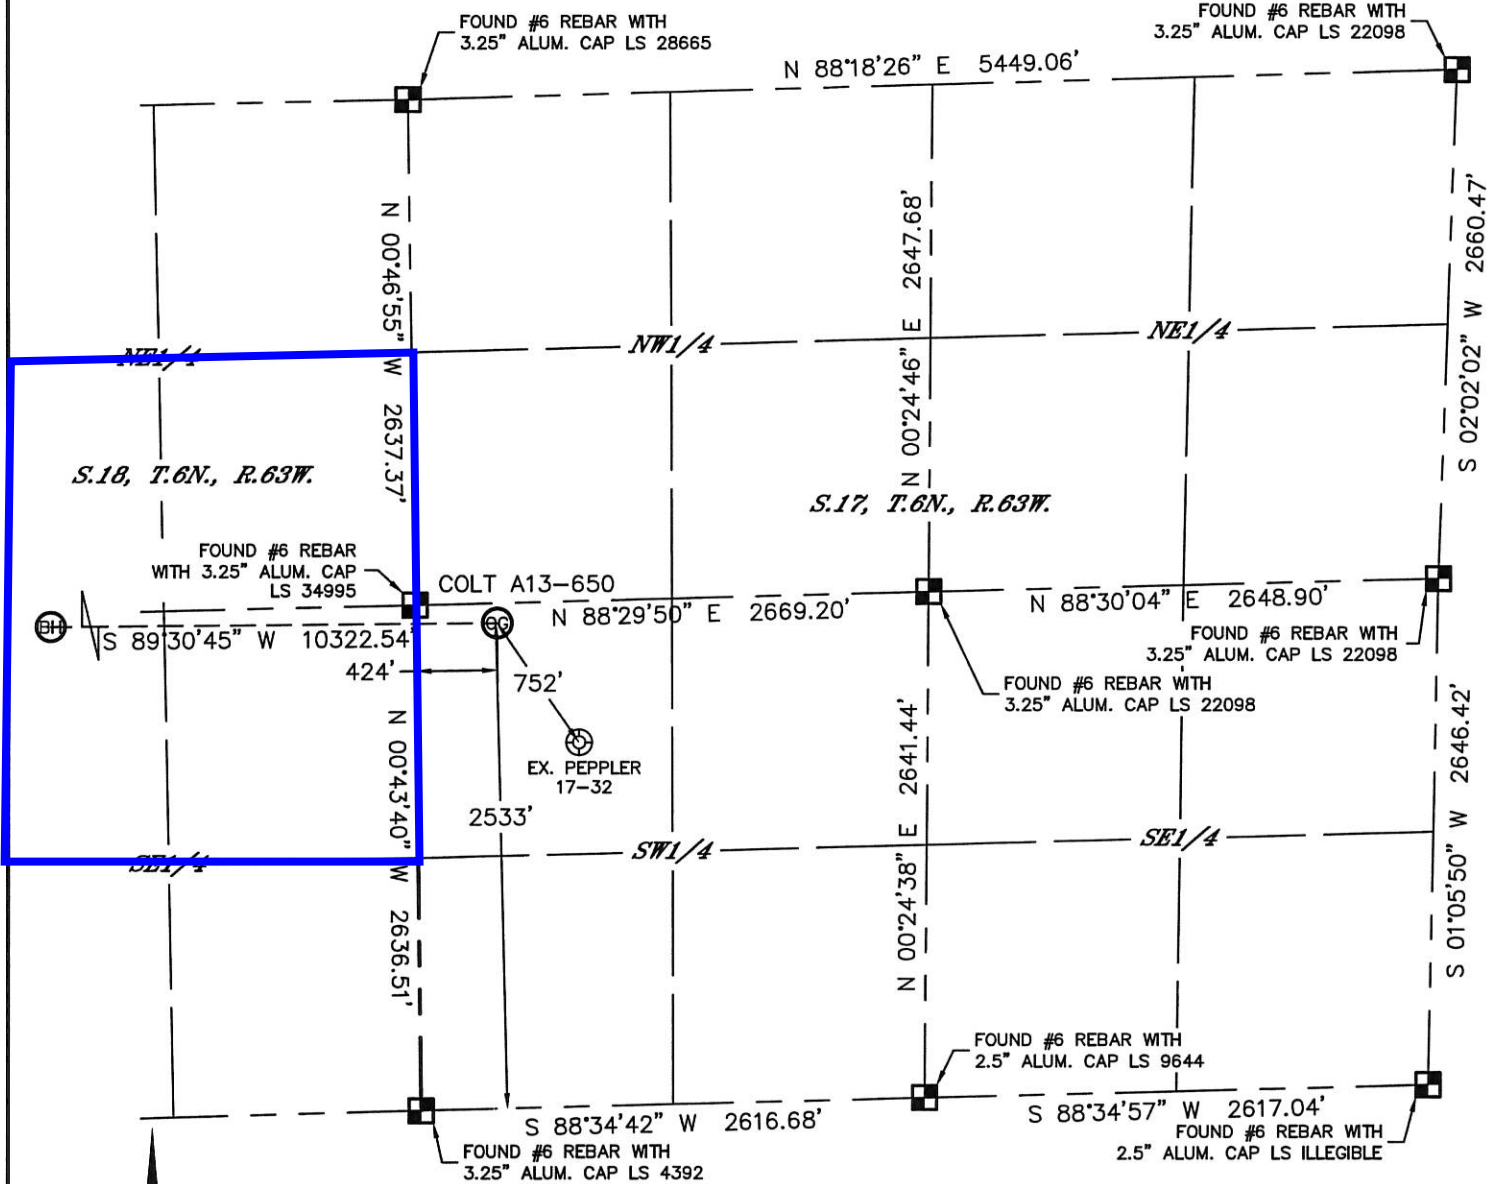 FOUND #6 REBAR WITH
3.25" ALUM. CAP LS 28665
FOUND #6 REBAR WITH
3.25" ALUM. CAP LS 22098
N 88°18'26" E 5449.06'
N 00°46'55" W 2637.37'
N 00°24'46" E 2647.68'
S 02°02'02" W 2660.47'
NE1/4
NW1/4
NE1/4
S.18, T.6N., R.63W.
S.17, T.6N., R.63W.
FOUND #6 REBAR
WITH 3.25" ALUM. CAP
LS 34995
COLT A13-650
N 88°29'50" E 2669.20'
N 88°30'04" E 2648.90'
BH
S 89°30'45" W 10322.54'
OG
FOUND #6 REBAR WITH
3.25" ALUM. CAP LS 22098
424'
752'
FOUND #6 REBAR WITH
3.25" ALUM. CAP LS 22098
N 00°43'40" W 2636.51'
EX. PEPPLER
17-32
2533'
N 00°24'38" E 2641.44'
S 01°05'50" W 2646.42'
SE1/4
SW1/4
SE1/4
FOUND #6 REBAR WITH
2.5" ALUM. CAP LS 9644
S 88°34'42" W 2616.68'
S 88°34'57" W 2617.04'
FOUND #6 REBAR WITH
2.5" ALUM. CAP LS ILLEGIBLE
FOUND #6 REBAR WITH
3.25" ALUM. CAP LS 4392